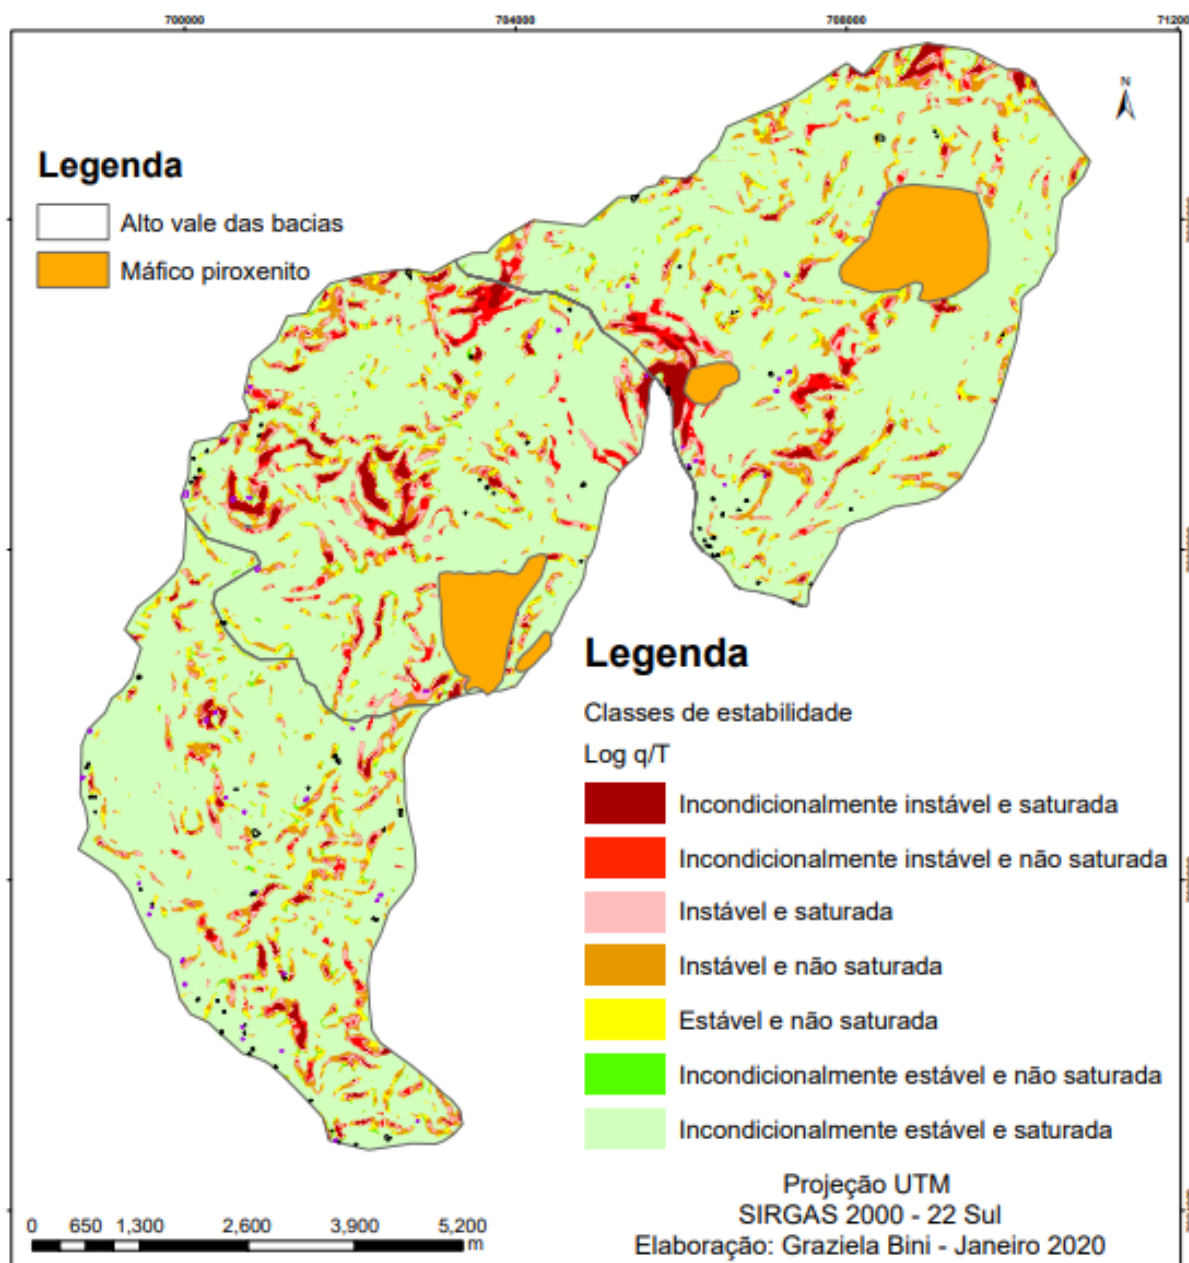 700000 704000 708000
N
Legenda
Alto vale das bacias
Máfico piroxenito
Legenda
Classes de estabilidade
Log q/T
Incondicionalmente instável e saturada
Incondicionalmente instável e não saturada
Instável e saturada
Instável e não saturada
Estável e não saturada
Incondicionalmente estável e não saturada
Incondicionalmente estável e saturada
Projeção UTM
SIRGAS 2000 - 22 Sul
Elaboração: Graziela Bini - Janeiro 2020
0 650 1,300 2,600 3,900 5,200
m